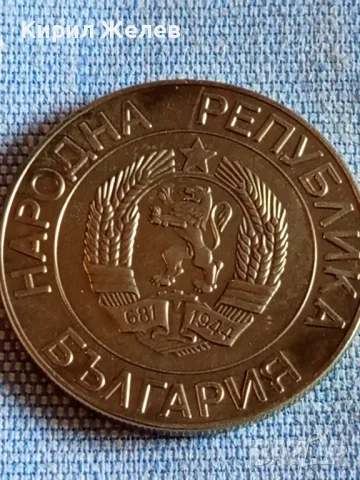 Кирил Желев
НАРОДНА РЕПУБЛИКА
БЪЛГАРИЯ
681 1944